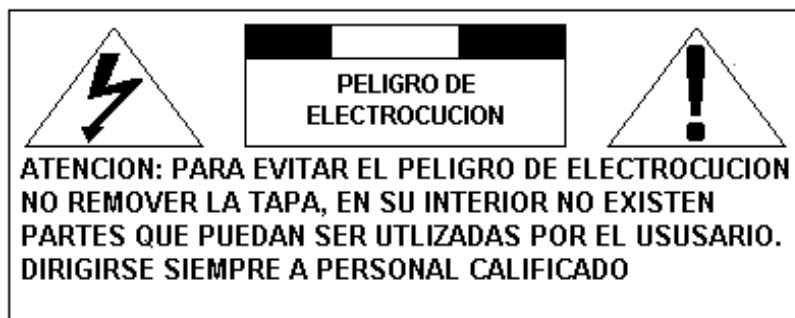 PELIGRO DE
ELECTROCUCION
ATENCION: PARA EVITAR EL PELIGRO DE ELECTROCUCION
NO REMOVER LA TAPA, EN SU INTERIOR NO EXISTEN
PARTES QUE PUEDAN SER UTLIZADAS POR EL USUSARIO.
DIRIGIRSE SIEMPRE A PERSONAL CALIFICADO